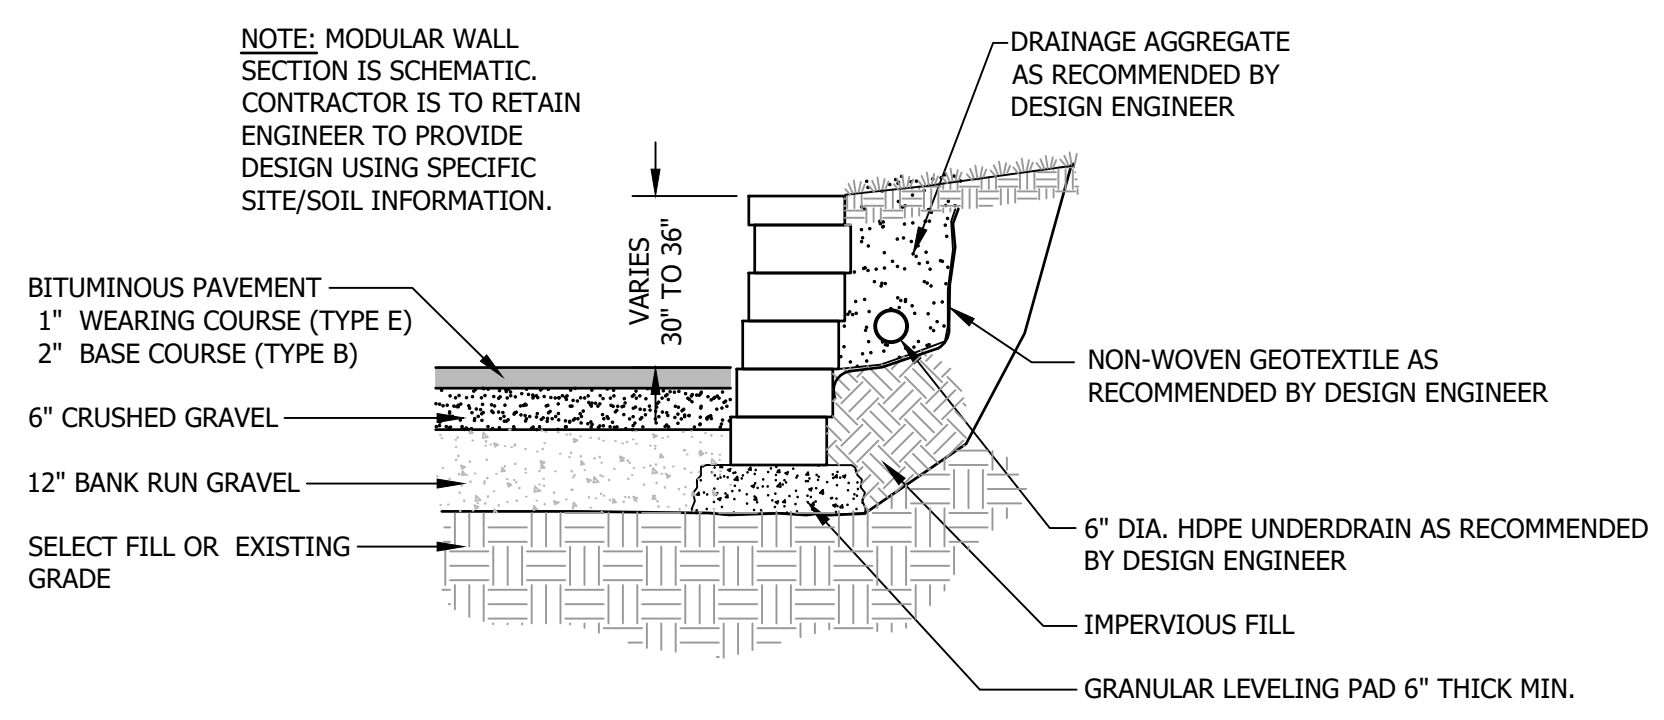 NOTE: MODULAR WALL
SECTION IS SCHEMATIC.
CONTRACTOR IS TO RETAIN
ENGINEER TO PROVIDE
DESIGN USING SPECIFIC
SITE/SOIL INFORMATION.
DRAINAGE AGGREGATE
AS RECOMMENDED BY
DESIGN ENGINEER
VARIES
30" TO 36"
BITUMINOUS PAVEMENT
1" WEARING COURSE (TYPE E)
2" BASE COURSE (TYPE B)
6" CRUSHED GRAVEL
12" BANK RUN GRAVEL
SELECT FILL OR EXISTING
GRADE
NON-WOVEN GEOTEXTILE AS
RECOMMENDED BY DESIGN ENGINEER
6" DIA. HDPE UNDERDRAIN AS RECOMMENDED
BY DESIGN ENGINEER
IMPERVIOUS FILL
GRANULAR LEVELING PAD 6" THICK MIN.